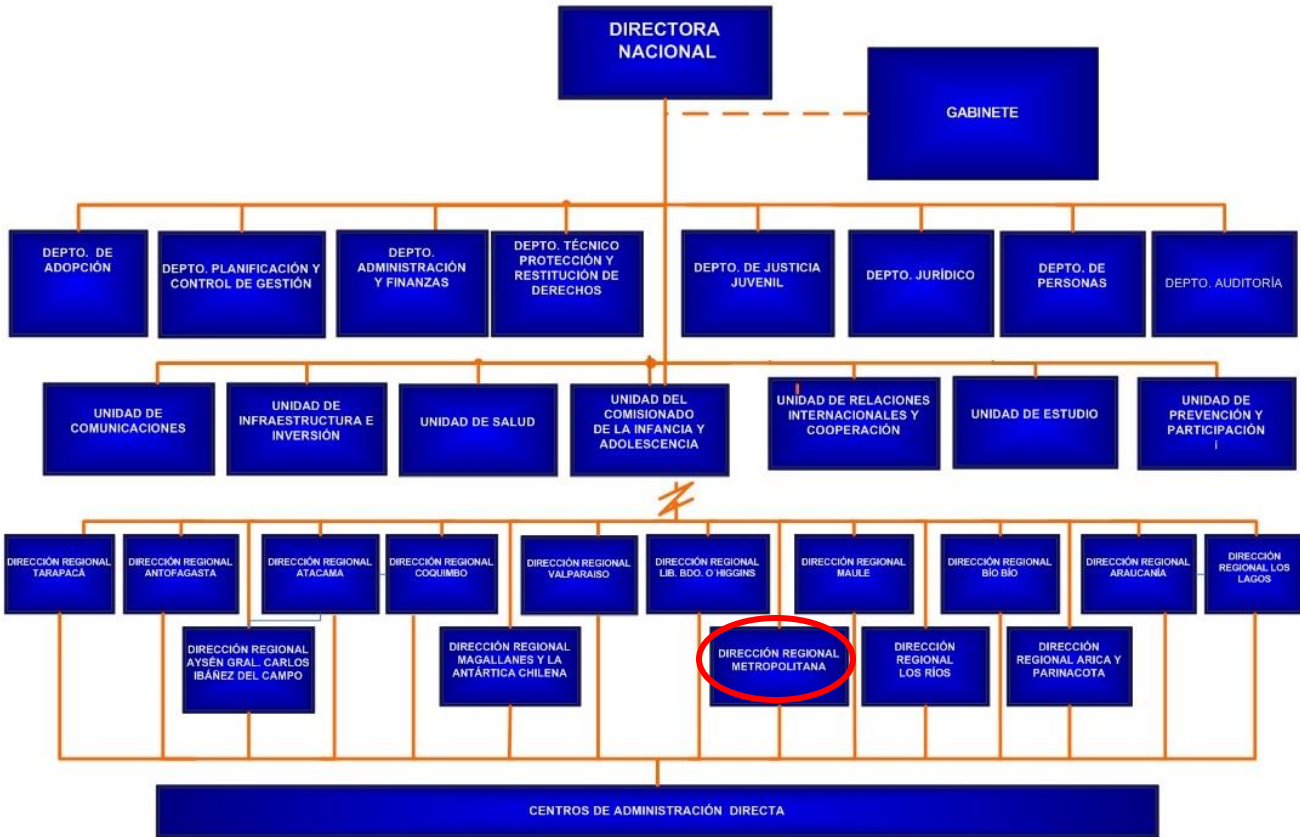 DIRECTORA
NACIONAL
GABINETE
DEPTO. DE
ADOPCIÓN
DEPTO. PLANIFICACIÓN Y
CONTROL DE GESTIÓN
DEPTO.
ADMINISTRACIÓN
Y FINANZAS
DEPTO. TÉCNICO
PROTECCIÓN Y
RESTITUCIÓN DE
DERECHOS
DEPTO. DE JUSTICIA
JUVENIL
DEPTO. JURÍDICO
DEPTO. DE
PERSONAS
DEPTO. AUDITORÍA
UNIDAD DE
COMUNICACIONES
UNIDAD DE
INFRAESTRUCTURA E
INVERSIÓN
UNIDAD DE SALUD
UNIDAD DEL
COMISIONADO
DE LA INFANCIA Y
ADOLESCENCIA
UNIDAD DE RELACIONES
INTERNACIONALES Y
COOPERACIÓN
UNIDAD DE ESTUDIO
UNIDAD DE
PREVENCIÓN Y
PARTICIPACIÓN
Í
DIRECCIÓN REGIONAL
TARAPACÁ
DIRECCIÓN REGIONAL
ANTOFAGASTA
DIRECCIÓN REGIONAL
ATACAMA
DIRECCIÓN REGIONAL
COQUIMBO
DIRECCIÓN REGIONAL
VALPARAISO
DIRECCIÓN REGIONAL
LIB. BDO. O HIGGINS
DIRECCIÓN REGIONAL
MAULE
DIRECCIÓN REGIONAL
BÍO BÍO
DIRECCIÓN REGIONAL
ARAUCANÍA
DIRECCIÓN
REGIONAL LOS
LAGOS
DIRECCIÓN REGIONAL
AYSÉN GRAL. CARLOS
IBÁÑEZ DEL CAMPO
DIRECCIÓN REGIONAL
MAGALLANES Y LA
ANTÁRTICA CHILENA
DIRECCIÓN REGIONAL
METROPOLITANA
DIRECCIÓN
REGIONAL
LOS RÍOS
DIRECCIÓN
REGIONAL ARICA Y
PARINACOTA
CENTROS DE ADMINISTRACIÓN DIRECTA